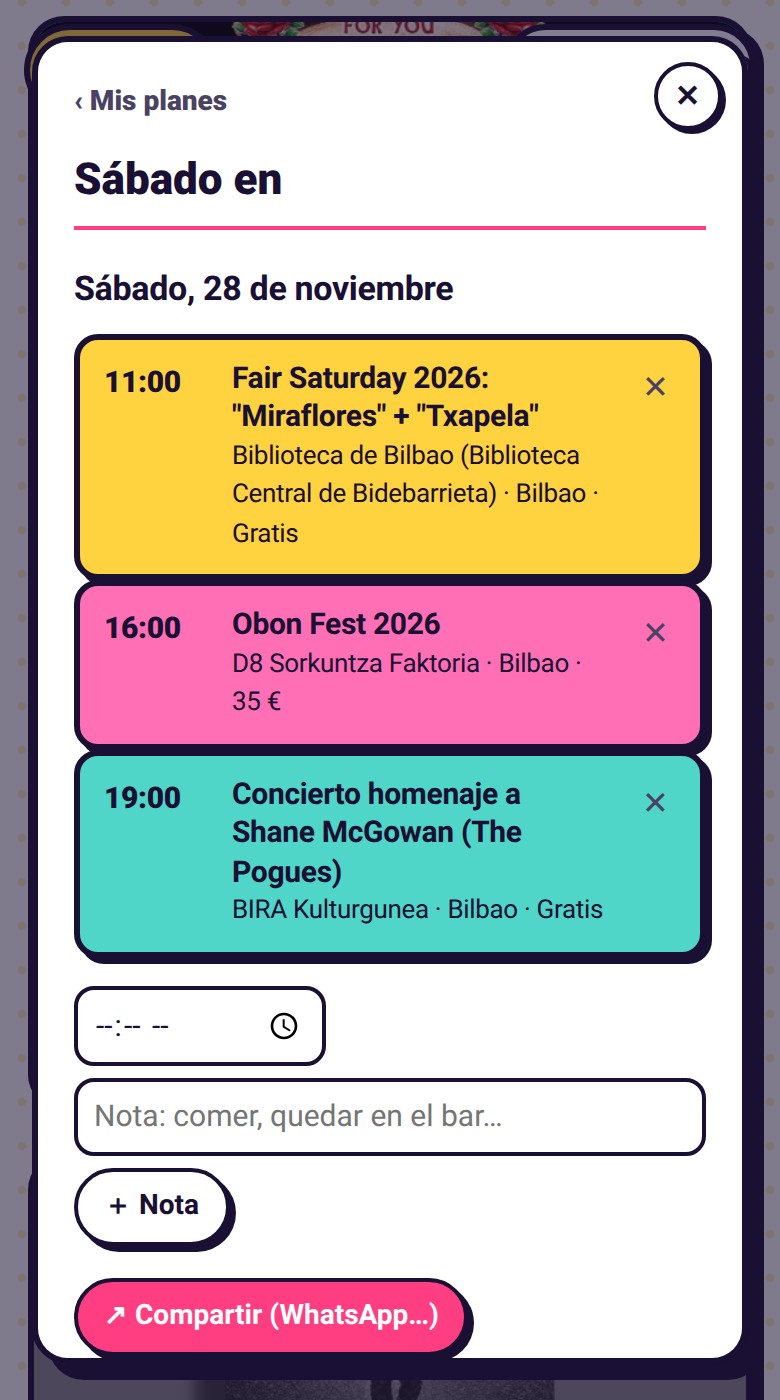 FOR YOU
‹ Mis planes
✕
Sábado en
Sábado, 28 de noviembre
11:00
Fair Saturday 2026:
"Miraflores" + "Txapela"
✕
Biblioteca de Bilbao (Biblioteca
Central de Bidebarrieta) · Bilbao ·
Gratis
16:00
Obon Fest 2026
✕
D8 Sorkuntza Faktoria · Bilbao ·
35 €
19:00
Concierto homenaje a
✕
Shane McGowan (The
Pogues)
BIRA Kulturgunea · Bilbao · Gratis
--:-- --
Nota: comer, quedar en el bar…
+ Nota
↗ Compartir (WhatsApp…)